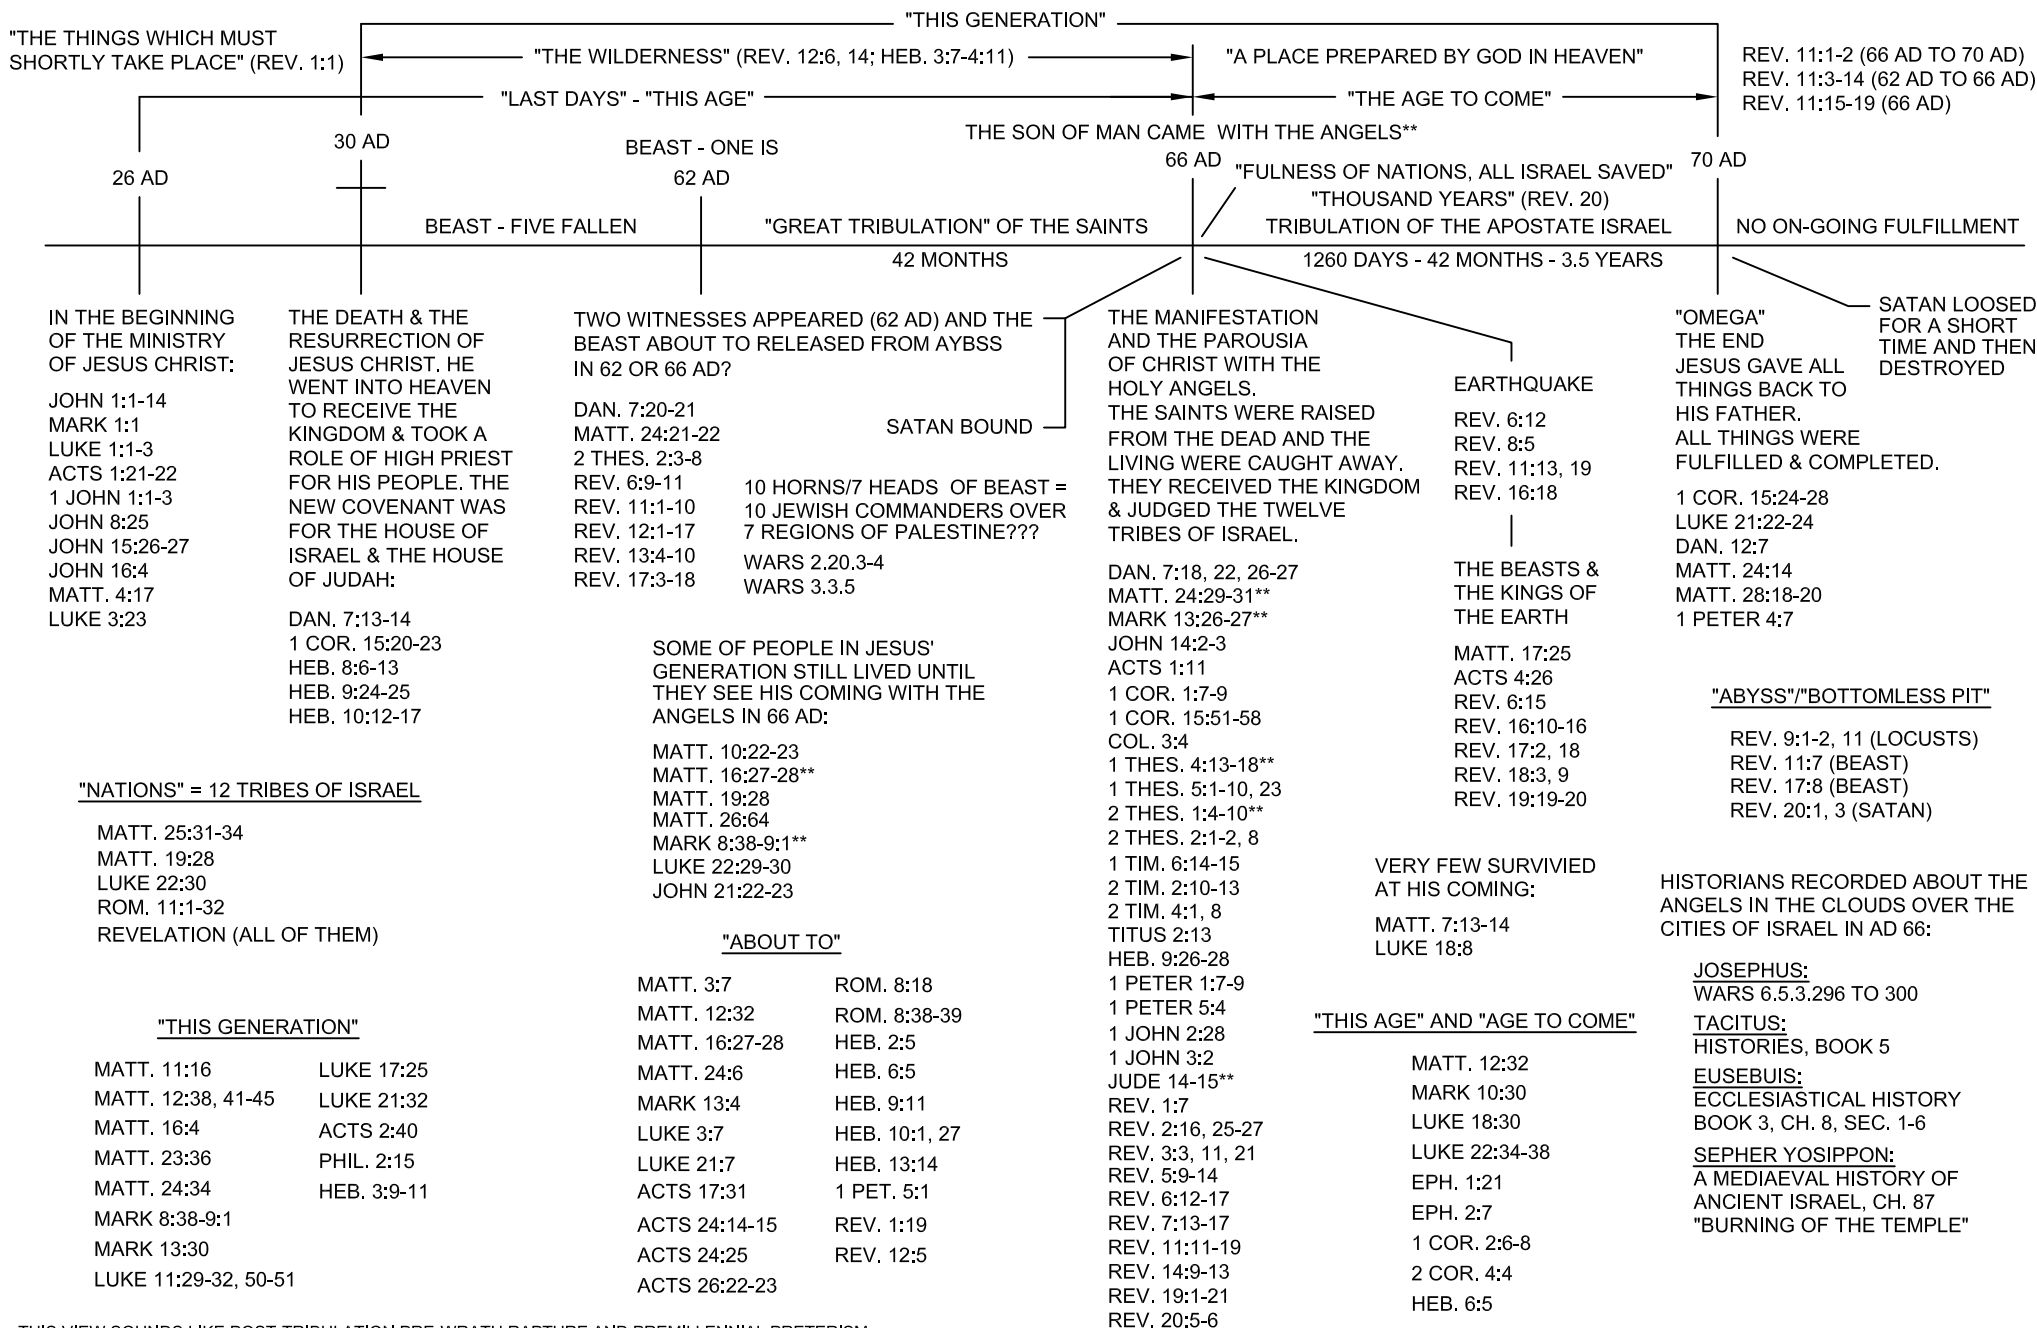 "THIS GENERATION"
"THE THINGS WHICH MUST
SHORTLY TAKE PLACE" (REV. 1:1)
"THE WILDERNESS" (REV. 12:6, 14; HEB. 3:7-4:11)
"A PLACE PREPARED BY GOD IN HEAVEN"
REV. 11:1-2 (66 AD TO 70 AD)
REV. 11:3-14 (62 AD TO 66 AD)
REV. 11:15-19 (66 AD)
"LAST DAYS" - "THIS AGE"
"THE AGE TO COME"
THE SON OF MAN CAME WITH THE ANGELS**
26 AD
30 AD
BEAST - ONE IS
62 AD
66 AD
70 AD
"FULNESS OF NATIONS, ALL ISRAEL SAVED"
"THOUSAND YEARS" (REV. 20)
BEAST - FIVE FALLEN
"GREAT TRIBULATION" OF THE SAINTS
TRIBULATION OF THE APOSTATE ISRAEL
NO ON-GOING FULFILLMENT
42 MONTHS
1260 DAYS - 42 MONTHS - 3.5 YEARS
IN THE BEGINNING
OF THE MINISTRY
OF JESUS CHRIST:
JOHN 1:1-14
MARK 1:1
LUKE 1:1-3
ACTS 1:21-22
1 JOHN 1:1-3
JOHN 8:25
JOHN 15:26-27
JOHN 16:4
MATT. 4:17
LUKE 3:23
THE DEATH & THE
RESURRECTION OF
JESUS CHRIST. HE
WENT INTO HEAVEN
TO RECEIVE THE
KINGDOM & TOOK A
ROLE OF HIGH PRIEST
FOR HIS PEOPLE. THE
NEW COVENANT WAS
FOR THE HOUSE OF
ISRAEL & THE HOUSE
OF JUDAH:
DAN. 7:13-14
1 COR. 15:20-23
HEB. 8:6-13
HEB. 9:24-25
HEB. 10:12-17
TWO WITNESSES APPEARED (62 AD) AND THE
BEAST ABOUT TO RELEASED FROM AYBSS
IN 62 OR 66 AD?
DAN. 7:20-21
MATT. 24:21-22
2 THES. 2:3-8
REV. 6:9-11
REV. 11:1-10
REV. 12:1-17
REV. 13:4-10
REV. 17:3-18
SATAN BOUND
10 HORNS/7 HEADS OF BEAST =
10 JEWISH COMMANDERS OVER
7 REGIONS OF PALESTINE???
WARS 2.20.3-4
WARS 3.3.5
THE MANIFESTATION
AND THE PAROUSIA
OF CHRIST WITH THE
HOLY ANGELS.
THE SAINTS WERE RAISED
FROM THE DEAD AND THE
LIVING WERE CAUGHT AWAY.
THEY RECEIVED THE KINGDOM
& JUDGED THE TWELVE
TRIBES OF ISRAEL.
DAN. 7:18, 22, 26-27
MATT. 24:29-31**
MARK 13:26-27**
JOHN 14:2-3
ACTS 1:11
1 COR. 1:7-9
1 COR. 15:51-58
COL. 3:4
1 THES. 4:13-18**
1 THES. 5:1-10, 23
2 THES. 1:4-10**
2 THES. 2:1-2, 8
1 TIM. 6:14-15
2 TIM. 2:10-13
2 TIM. 4:1, 8
TITUS 2:13
HEB. 9:26-28
1 PETER 1:7-9
1 PETER 5:4
1 JOHN 2:28
1 JOHN 3:2
JUDE 14-15**
REV. 1:7
REV. 2:16, 25-27
REV. 3:3, 11, 21
REV. 5:9-14
REV. 6:12-17
REV. 7:13-17
REV. 11:11-19
REV. 14:9-13
REV. 19:1-21
REV. 20:5-6
EARTHQUAKE
REV. 6:12
REV. 8:5
REV. 11:13, 19
REV. 16:18
THE BEASTS &
THE KINGS OF
THE EARTH
MATT. 17:25
ACTS 4:26
REV. 6:15
REV. 16:10-16
REV. 17:2, 18
REV. 18:3, 9
REV. 19:19-20
"OMEGA"
THE END
JESUS GAVE ALL
THINGS BACK TO
HIS FATHER.
ALL THINGS WERE
FULFILLED & COMPLETED.
1 COR. 15:24-28
LUKE 21:22-24
DAN. 12:7
MATT. 24:14
MATT. 28:18-20
1 PETER 4:7
SATAN LOOSED
FOR A SHORT
TIME AND THEN
DESTROYED
SOME OF PEOPLE IN JESUS'
GENERATION STILL LIVED UNTIL
THEY SEE HIS COMING WITH THE
ANGELS IN 66 AD:
MATT. 10:22-23
MATT. 16:27-28**
MATT. 19:28
MATT. 26:64
MARK 8:38-9:1**
LUKE 22:29-30
JOHN 21:22-23
"ABYSS"/"BOTTOMLESS PIT"
REV. 9:1-2, 11 (LOCUSTS)
REV. 11:7 (BEAST)
REV. 17:8 (BEAST)
REV. 20:1, 3 (SATAN)
"NATIONS" = 12 TRIBES OF ISRAEL
MATT. 25:31-34
MATT. 19:28
LUKE 22:30
ROM. 11:1-32
REVELATION (ALL OF THEM)
"THIS GENERATION"
MATT. 11:16
MATT. 12:38, 41-45
MATT. 16:4
MATT. 23:36
MATT. 24:34
MARK 8:38-9:1
MARK 13:30
LUKE 11:29-32, 50-51
LUKE 17:25
LUKE 21:32
ACTS 2:40
PHIL. 2:15
HEB. 3:9-11
"ABOUT TO"
MATT. 3:7
MATT. 12:32
MATT. 16:27-28
MATT. 24:6
MARK 13:4
LUKE 3:7
LUKE 21:7
ACTS 17:31
ACTS 24:14-15
ACTS 24:25
ACTS 26:22-23
ROM. 8:18
ROM. 8:38-39
HEB. 2:5
HEB. 6:5
HEB. 9:11
HEB. 10:1, 27
HEB. 13:14
1 PET. 5:1
REV. 1:19
REV. 12:5
VERY FEW SURVIVIED
AT HIS COMING:
MATT. 7:13-14
LUKE 18:8
"THIS AGE" AND "AGE TO COME"
MATT. 12:32
MARK 10:30
LUKE 18:30
LUKE 22:34-38
EPH. 1:21
EPH. 2:7
1 COR. 2:6-8
2 COR. 4:4
HEB. 6:5
HISTORIANS RECORDED ABOUT THE
ANGELS IN THE CLOUDS OVER THE
CITIES OF ISRAEL IN AD 66:
JOSEPHUS:
WARS 6.5.3.296 TO 300
TACITUS:
HISTORIES, BOOK 5
EUSEBUIS:
ECCLESIASTICAL HISTORY
BOOK 3, CH. 8, SEC. 1-6
SEPHER YOSIPPON:
A MEDIAEVAL HISTORY OF
ANCIENT ISRAEL, CH. 87
"BURNING OF THE TEMPLE"
THIS VIEW SOUNDS LIKE POST-TRIBULATION PRE-WRATH RAPTURE AND PREMILLENNIAL PRETERISM